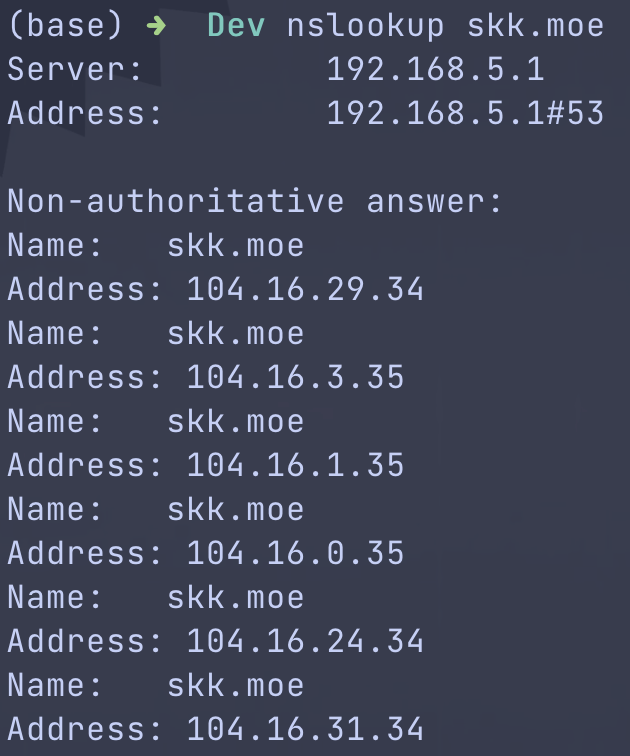 (base) ➜  Dev nslookup skk.moe
Server:         192.168.5.1
Address:        192.168.5.1#53

Non-authoritative answer:
Name:   skk.moe
Address: 104.16.29.34
Name:   skk.moe
Address: 104.16.3.35
Name:   skk.moe
Address: 104.16.1.35
Name:   skk.moe
Address: 104.16.0.35
Name:   skk.moe
Address: 104.16.24.34
Name:   skk.moe
Address: 104.16.31.34